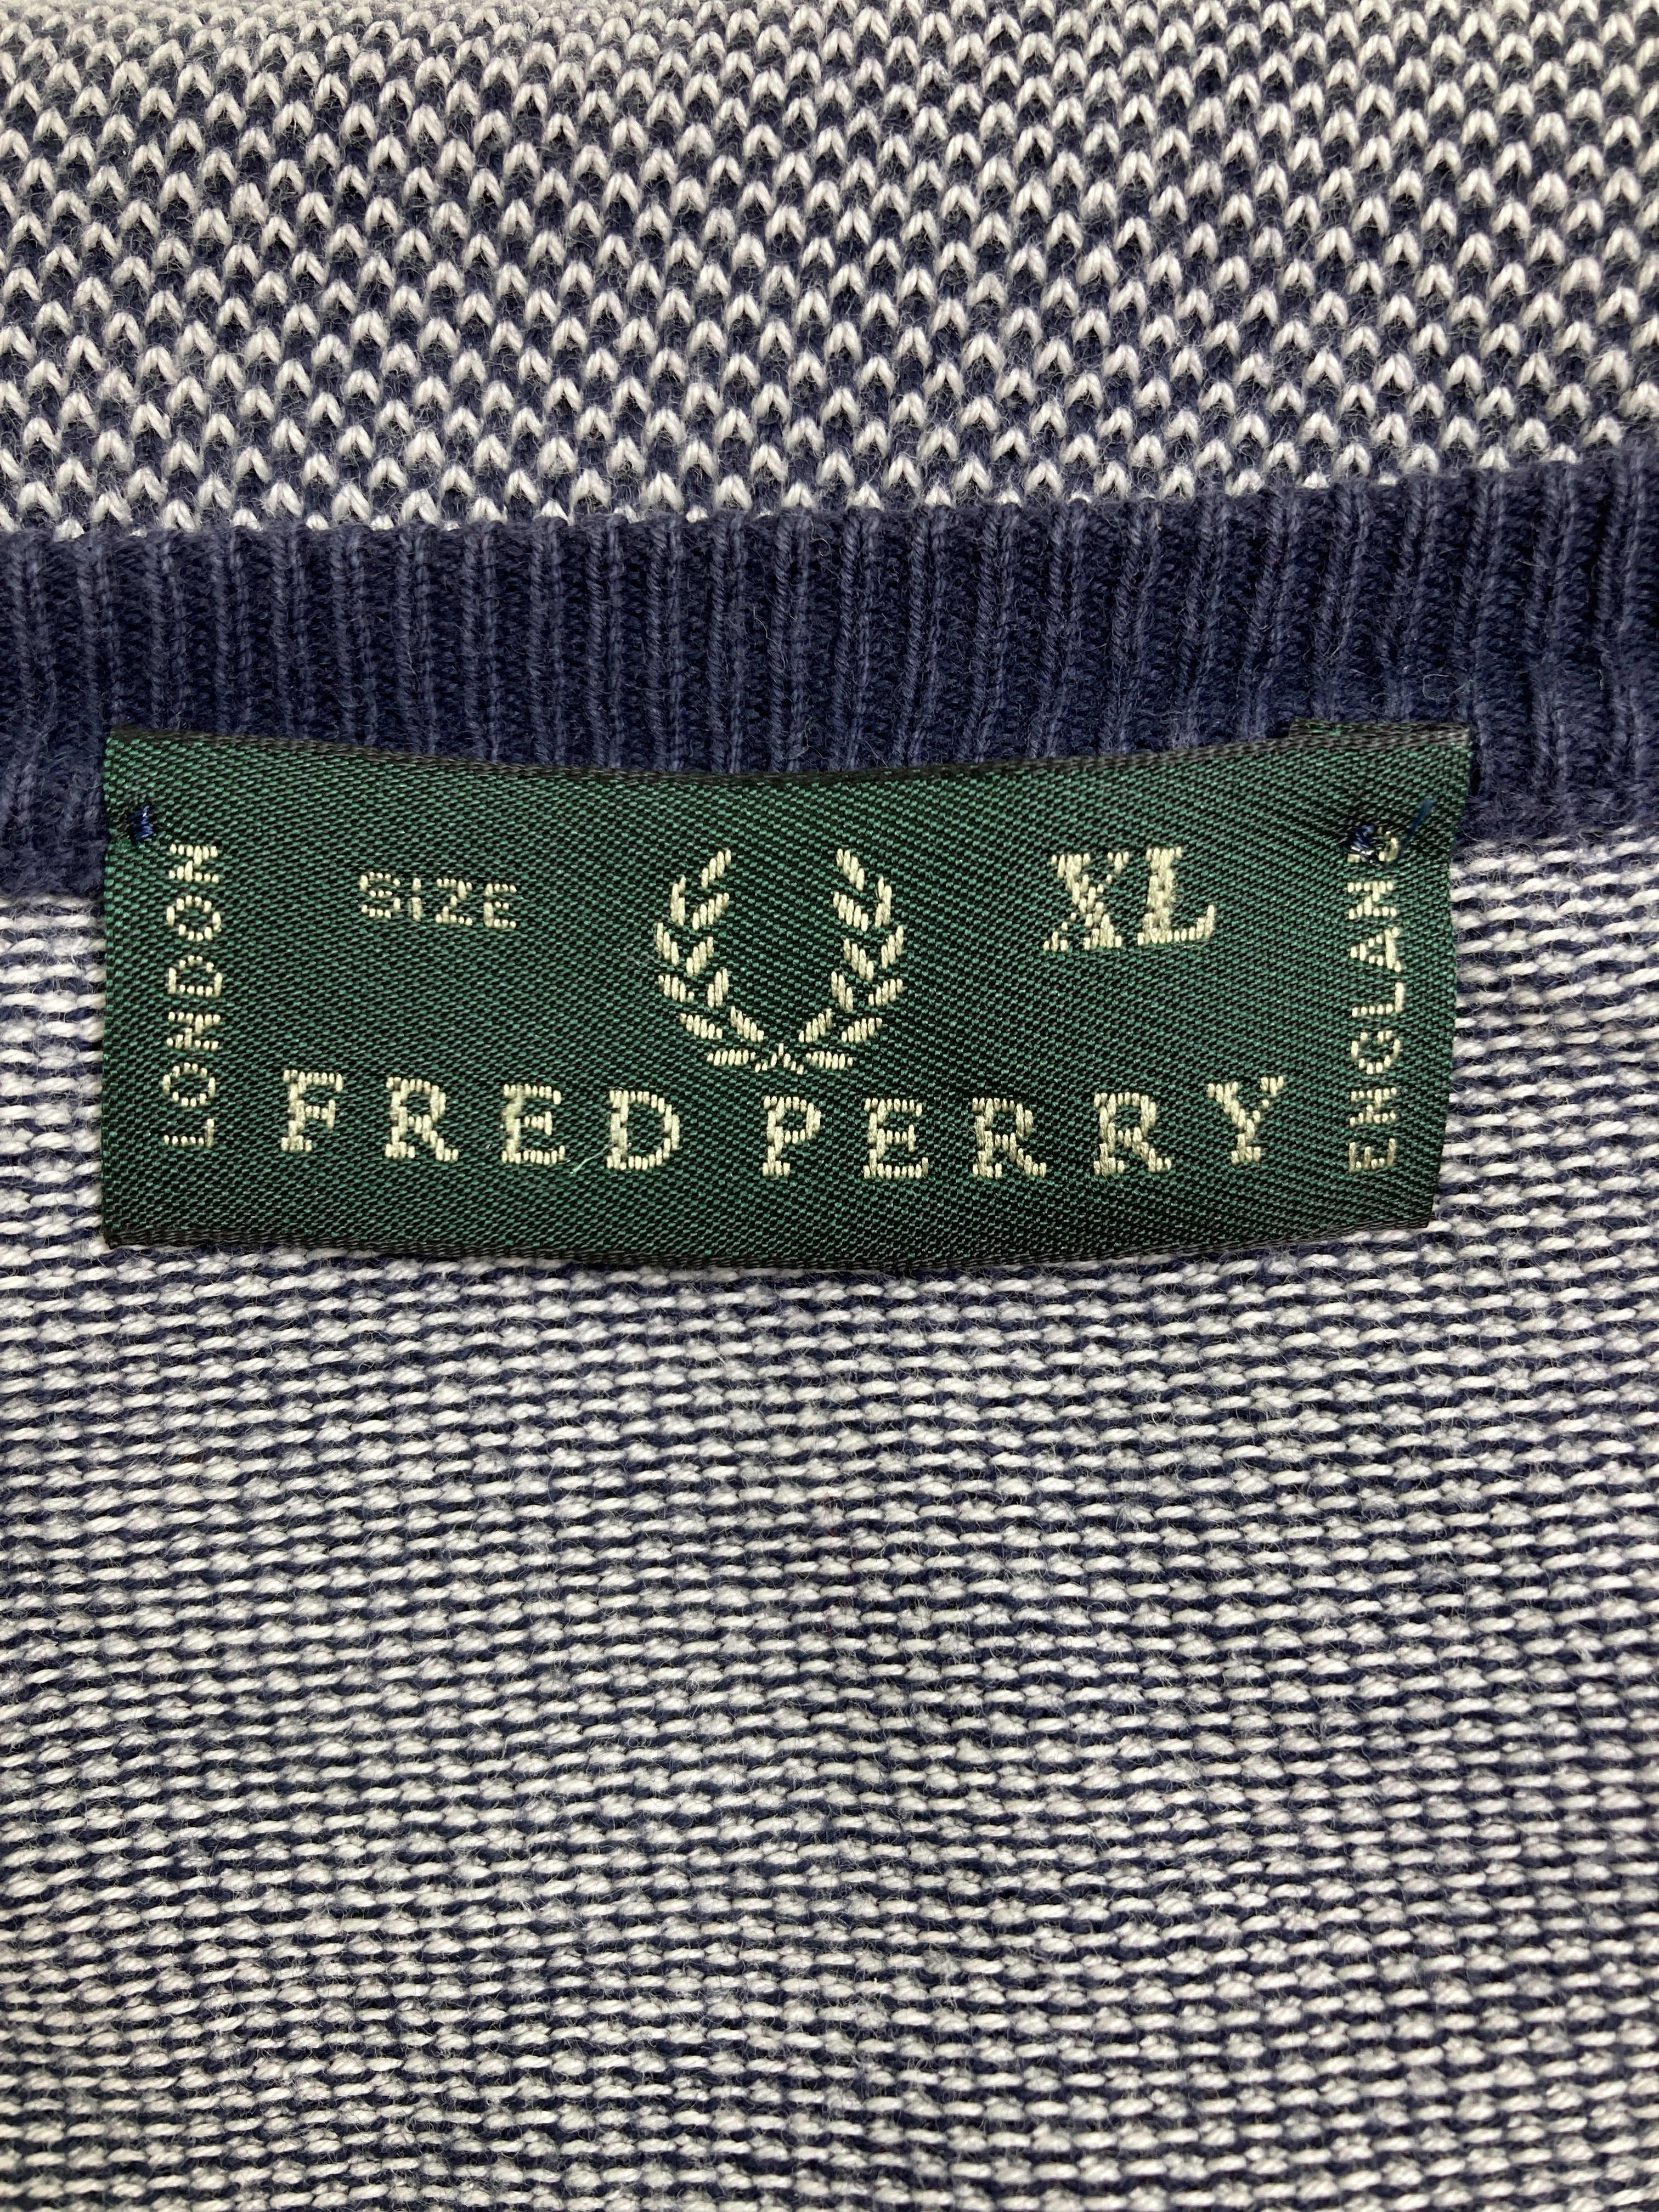 LONDON
SIZE XL
FRED PERRY
ENGLAND